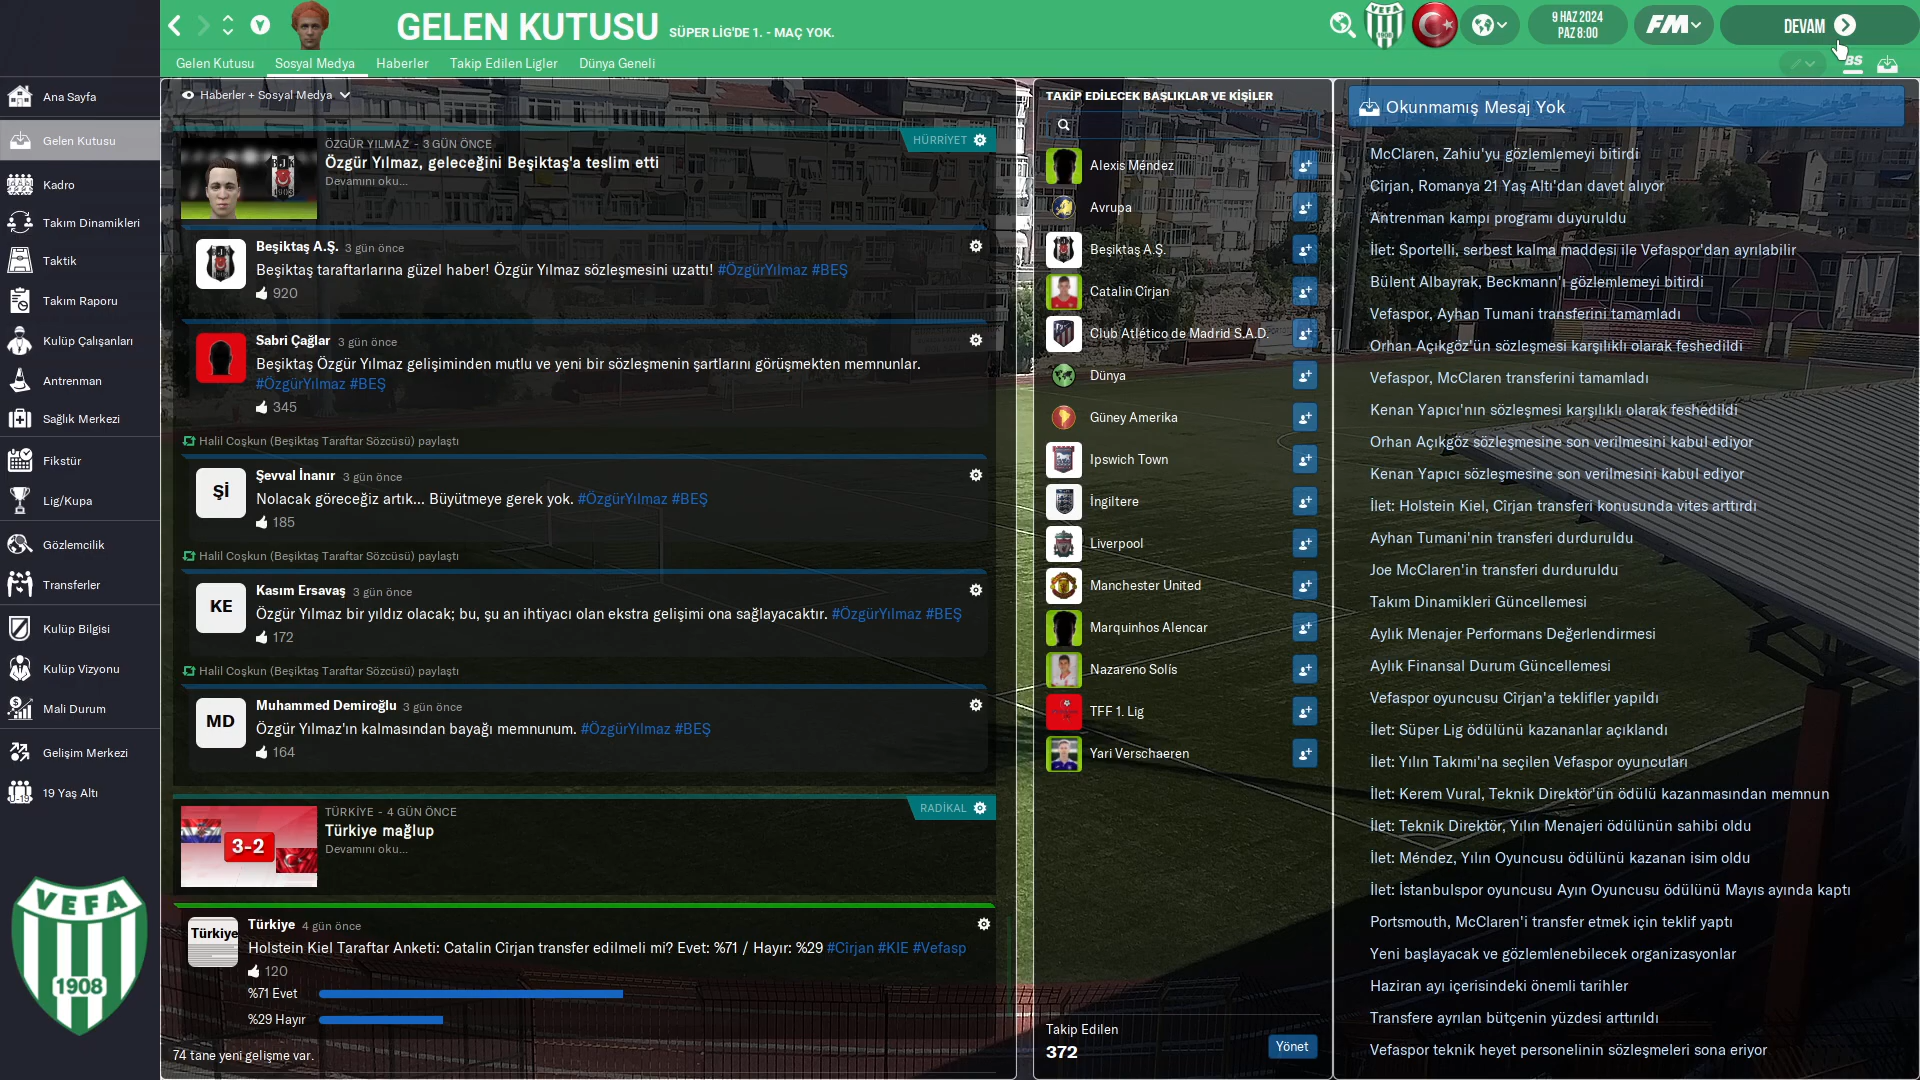 GELEN KUTUSU
SÜPER LİG'DE 1. - MAÇ YOK.
9 HAZ 2024
PAZ 8:00
FM
DEVAM
Gelen Kutusu
Sosyal Medya
Haberler
Takip Edilen Ligler
Dünya Geneli
BS
Ana Sayfa
Gelen Kutusu
Kadro
Takım Dinamikleri
Taktik
Takım Raporu
Kulüp Çalışanları
Antrenman
Sağlık Merkezi
Fikstür
Lig/Kupa
Gözlemcilik
Transferler
Kulüp Bilgisi
Kulüp Vizyonu
Mali Durum
Gelişim Merkezi
19 Yaş Altı
VEFA
1908
Haberler + Sosyal Medya
HÜRRİYET
ÖZGÜR YILMAZ - 3 GÜN ÖNCE
Özgür Yılmaz, geleceğini Beşiktaş'a teslim etti
Devamını oku...
Beşiktaş A.Ş. 3 gün önce
Beşiktaş taraftarlarına güzel haber! Özgür Yılmaz sözleşmesini uzattı! #ÖzgürYılmaz #BEŞ
920
Sabri Çağlar 3 gün önce
Beşiktaş Özgür Yılmaz gelişiminden mutlu ve yeni bir sözleşmenin şartlarını görüşmekten memnunlar.
#ÖzgürYılmaz #BEŞ
345
Halil Coşkun (Beşiktaş Taraftar Sözcüsü) paylaştı
Şİ
Şevval İnanır 3 gün önce
Nolacak göreceğiz artık... Büyütmeye gerek yok. #ÖzgürYılmaz #BEŞ
185
Halil Coşkun (Beşiktaş Taraftar Sözcüsü) paylaştı
KE
Kasım Ersavaş 3 gün önce
Özgür Yılmaz bir yıldız olacak; bu, şu an ihtiyacı olan ekstra gelişimi ona sağlayacaktır. #ÖzgürYılmaz #BEŞ
172
Halil Coşkun (Beşiktaş Taraftar Sözcüsü) paylaştı
MD
Muhammed Demiroğlu 3 gün önce
Özgür Yılmaz'ın kalmasından bayağı memnunum. #ÖzgürYılmaz #BEŞ
164
RADİKAL
TÜRKİYE - 4 GÜN ÖNCE
Türkiye mağlup
Devamını oku...
3-2
Türkiye
Türkiye 4 gün önce
Holstein Kiel Taraftar Anketi: Catalin Cîrjan transfer edilmeli mi? Evet: %71 / Hayır: %29 #Cîrjan #KIE #Vefasp
120
%71 Evet
%29 Hayır
74 tane yeni gelişme var.
TAKİP EDİLECEK BAŞLIKLAR VE KİŞİLER
Alexis Méndez
Avrupa
Beşiktaş A.Ş.
Catalin Cîrjan
Club Atlético de Madrid S.A.D.
Dünya
Güney Amerika
Ipswich Town
İngiltere
Liverpool
Manchester United
Marquinhos Alencar
Nazareno Solís
TFF 1. Lig
Yari Verschaeren
Takip Edilen
372
Yönet
Okunmamış Mesaj Yok
McClaren, Zahiu'yu gözlemlemeyi bitirdi
Cîrjan, Romanya 21 Yaş Altı'dan davet alıyor
Antrenman kampı programı duyuruldu
İlet: Sportelli, serbest kalma maddesi ile Vefaspor'dan ayrılabilir
Bülent Albayrak, Beckmann'ı gözlemlemeyi bitirdi
Vefaspor, Ayhan Tumani transferini tamamladı
Orhan Açıkgöz'ün sözleşmesi karşılıklı olarak feshedildi
Vefaspor, McClaren transferini tamamladı
Kenan Yapıcı'nın sözleşmesi karşılıklı olarak feshedildi
Orhan Açıkgöz sözleşmesine son verilmesini kabul ediyor
Kenan Yapıcı sözleşmesine son verilmesini kabul ediyor
İlet: Holstein Kiel, Cîrjan transferi konusunda vites arttırdı
Ayhan Tumani'nin transferi durduruldu
Joe McClaren'in transferi durduruldu
Takım Dinamikleri Güncellemesi
Aylık Menajer Performans Değerlendirmesi
Aylık Finansal Durum Güncellemesi
Vefaspor oyuncusu Cîrjan'a teklifler yapıldı
İlet: Süper Lig ödülünü kazananlar açıklandı
İlet: Yılın Takımı'na seçilen Vefaspor oyuncuları
İlet: Kerem Vural, Teknik Direktör'ün ödülü kazanmasından memnun
İlet: Teknik Direktör, Yılın Menajeri ödülünün sahibi oldu
İlet: Méndez, Yılın Oyuncusu ödülünü kazanan isim oldu
İlet: İstanbulspor oyuncusu Ayın Oyuncusu ödülünü Mayıs ayında kaptı
Portsmouth, McClaren'i transfer etmek için teklif yaptı
Yeni başlayacak ve gözlemlenebilecek organizasyonlar
Haziran ayı içerisindeki önemli tarihler
Transfere ayrılan bütçenin yüzdesi arttırıldı
Vefaspor teknik heyet personelinin sözleşmeleri sona eriyor